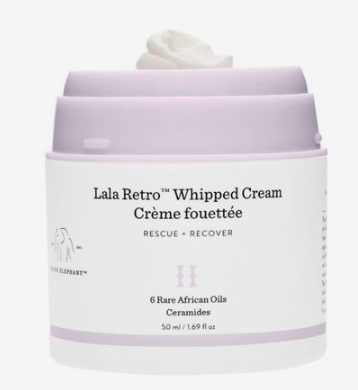 Lala Retro™ Whipped Cream
Crème fouettée
RESCUE + RECOVER
6 Rare African Oils
Ceramides
50 ml / 1.69 fl oz
ELEPHANT™